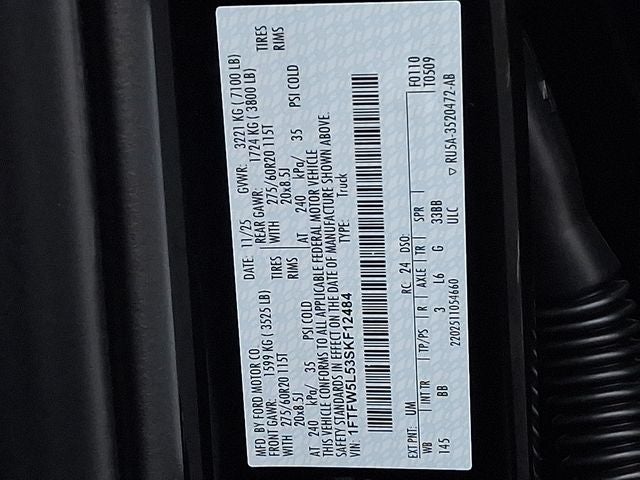 MFD. BY FORD MOTOR CO.
DATE: 11/25 GVWR: 3221 KG ( 7100 LB)
FRONT GAWR: 1599 KG ( 3525 LB) REAR GAWR: 1724 KG ( 3800 LB)
WITH 275/60R20 115T TIRES WITH 275/60R20 115T TIRES
20x8.5J RIMS 20x8.5J RIMS
AT 240 kPa/ 35 PSI COLD AT 240 kPa/ 35 PSI COLD
THIS VEHICLE CONFORMS TO ALL APPLICABLE FEDERAL MOTOR VEHICLE
SAFETY STANDARDS IN EFFECT ON THE DATE OF MANUFACTURE SHOWN ABOVE.
VIN: 1FTFW5L53SKF12484 TYPE: Truck
F0110
EXT PNT: UM RC: 24 DSO: T0509
WB INT TR TP/PS R AXLE TR SPR
145 BB 3 L6 G 33BB
ULC
2202511054660 ▽ RU5A-3520472-AB